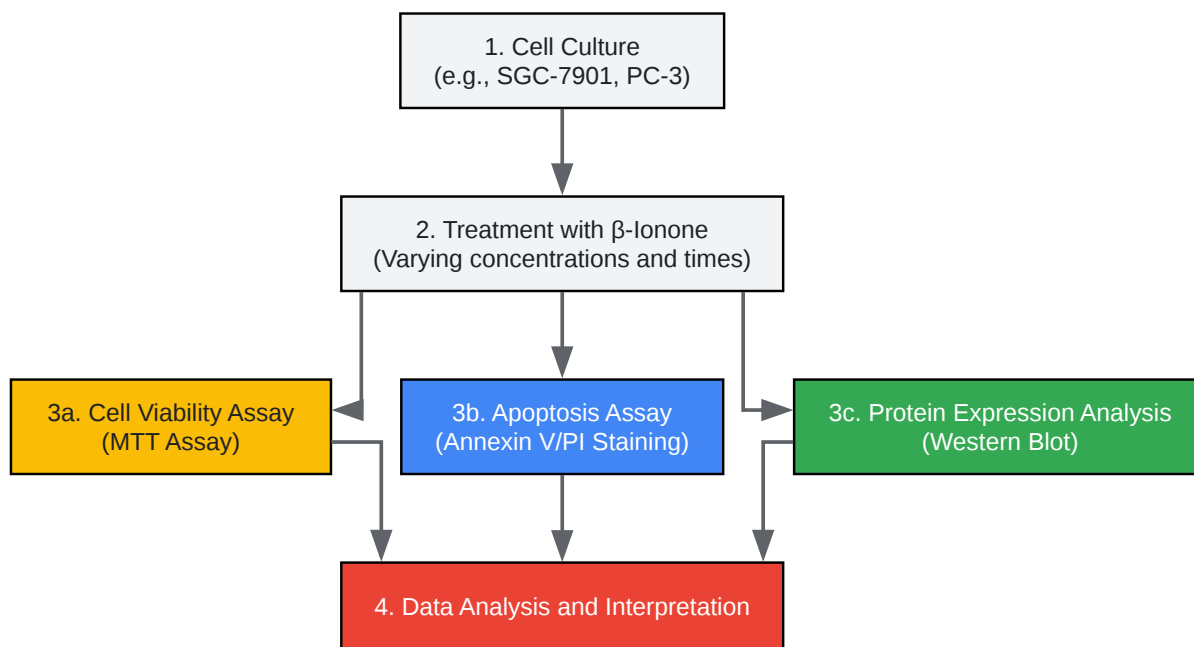 1. Cell Culture
(e.g., SGC-7901, PC-3)
2. Treatment with β-Ionone
(Varying concentrations and times)
3a. Cell Viability Assay
(MTT Assay)
3b. Apoptosis Assay
(Annexin V/PI Staining)
3c. Protein Expression Analysis
(Western Blot)
4. Data Analysis and Interpretation